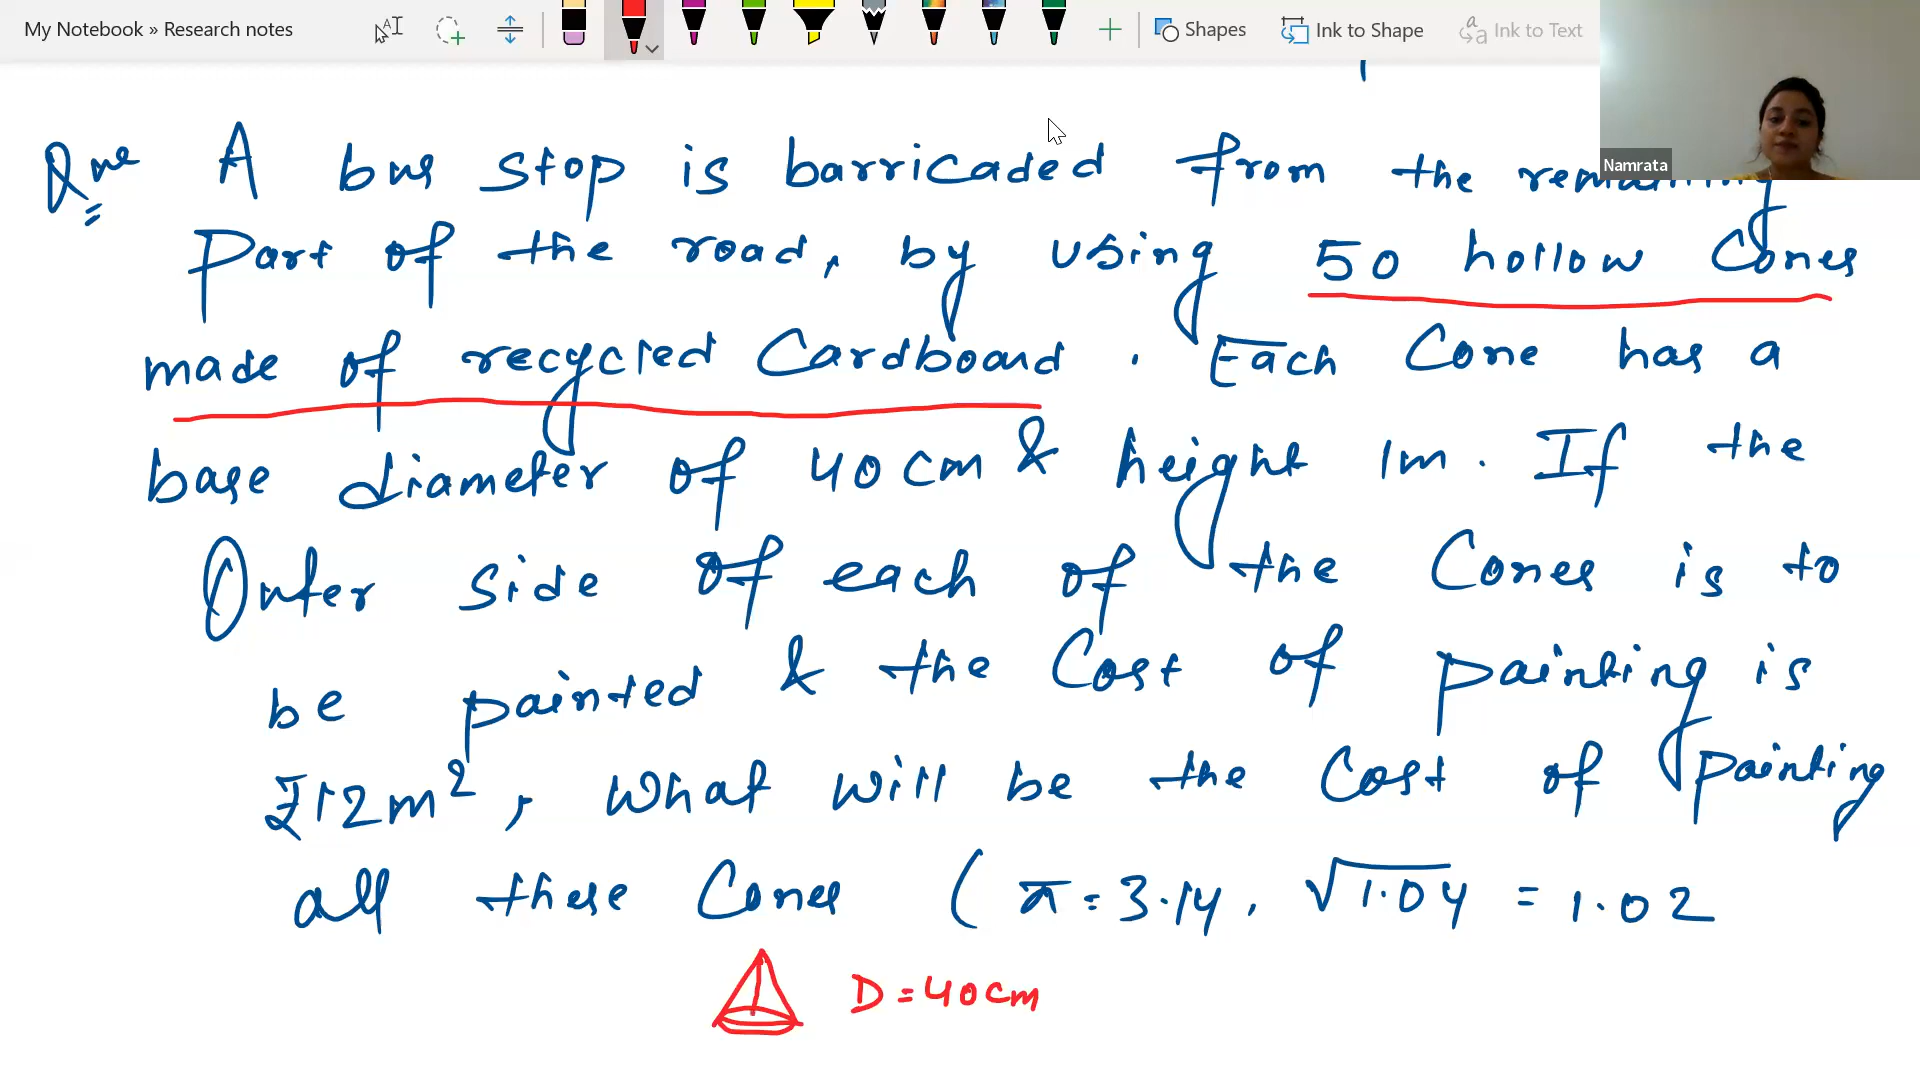 My Notebook » Research notes
Shapes
Ink to Shape
Ink to Text
Namrata
Que A bus stop is barricaded from the remaining
Part of the road, by using 50 hollow Cones
made of recycled Cardboard. Each Cone has a
base diameter of 40 cm & height 1m. If the
Outer side of each of the Cones is to
be painted & the Cost of painting is
₹12m², What will be the Cost of painting
all these Cones (π = 3.14, √1.04 = 1.02
D = 40cm